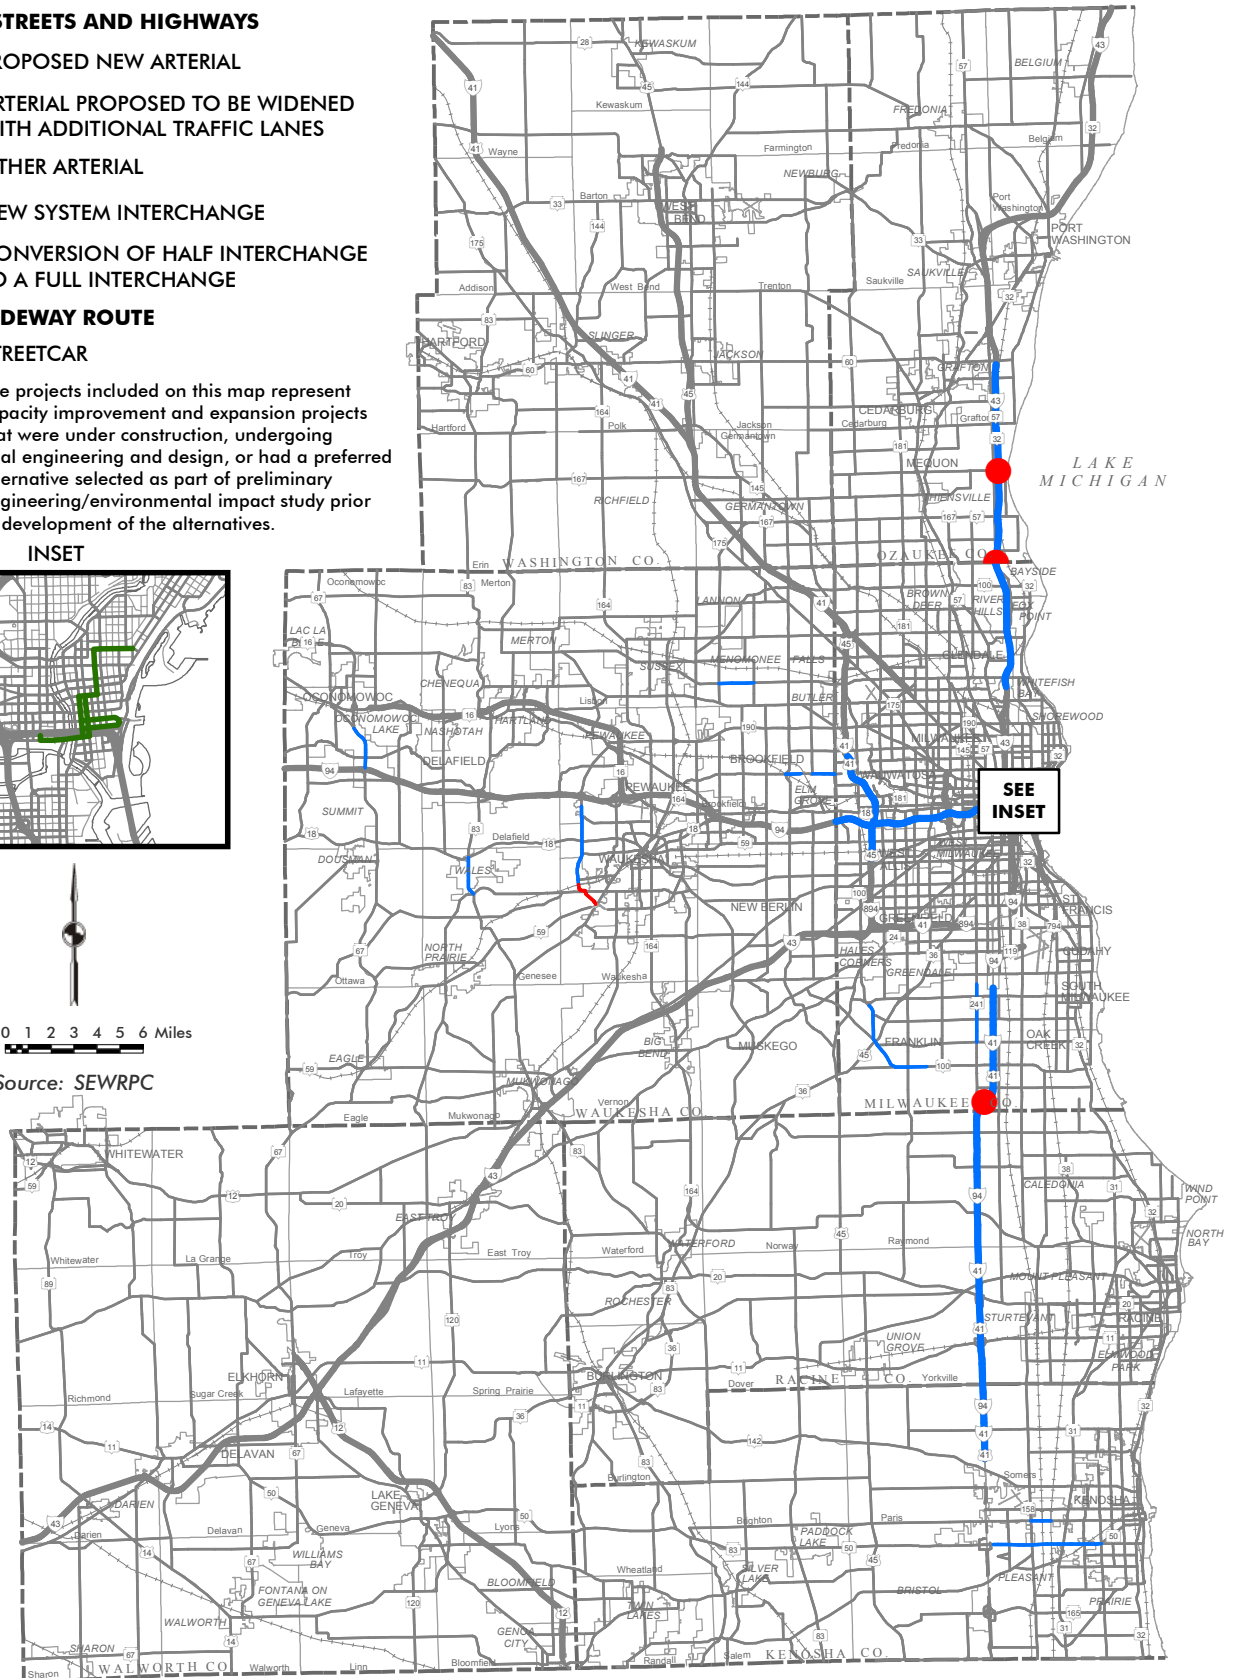 STREETS AND HIGHWAYS
ROPOSED NEW ARTERIAL
RTERIAL PROPOSED TO BE WIDENED
ITH ADDITIONAL TRAFFIC LANES
THER ARTERIAL
EW SYSTEM INTERCHANGE
ONVERSION OF HALF INTERCHANGE
O A FULL INTERCHANGE
DEWAY ROUTE
TREETCAR
e projects included on this map represent
pacity improvement and expansion projects
at were under construction, undergoing
al engineering and design, or had a preferred
ernative selected as part of preliminary
gineering/environmental impact study prior
development of the alternatives.
INSET
0 1 2 3 4 5 6 Miles
Source: SEWRPC
SEE
INSET
LAKE
MICHIGAN
KEWASKUM
Kewaskum
BELGIUM
FREDONIA
Belgium
Wayne
Farmington
Fredonia
NEWBURG
Barton
WEST
BEND
Port
Washington
PORT
WASHINGTON
SAUKVILLE
Saukville
Addison
West Bend
Trenton
HARTFORD
SLINGER
JACKSON
GRAFTON
CEDARBURG
Cedarburg
Grafton
Hartford
Polk
Jackson
Germantown
MEQUON
THIENSVILLE
RICHFIELD
GERMANTOWN
Erin
WASHINGTON CO.
OZAUKEE CO.
BAYSIDE
Oconomowoc
Merton
LANNON
BROWN
DEER
RIVER
HILLS
FOX
POINT
LAC LA
MERTON
SUSSEX
MENOMONEE FALLS
GLENDALE
CHENEQUA
OCONOMOWOC
Lisbon
BUTLER
WHITEFISH
BAY
OCONOMOWOC
LAKE
NASHOTAH
HARTLAND
PEWAUKEE
SHOREWOOD
MILWAUKEE
DELAFIELD
BROOKFIELD
WAUWATOSA
PEWAUKEE
Brookfield
ELM
GROVE
SUMMIT
Delafield
DOUSMAN
WALES
WAUKESHA
WEST
MILWAUKEE
WEST
ALLIS
NEW BERLIN
GREENFIELD
ST.
FRANCIS
CUDAHY
NORTH
PRAIRIE
Ottawa
Genesee
Waukesha
HALES
CORNERS
GREENDALE
SOUTH
MILWAUKEE
EAGLE
BIG
BEND
MUSKEGO
FRANKLIN
OAK
CREEK
MUKWONAGO
Vernon
Eagle
Mukwonago
WAUKESHA CO.
MILWAUKEE CO.
WHITEWATER
CALEDONIA
WIND
POINT
NORTH
BAY
EAST TROY
Whitewater
La Grange
Troy
East Troy
Waterford
WATERFORD
Norway
Raymond
MOUNT PLEASANT
ROCHESTER
STURTEVANT
RACINE
UNION
GROVE
ELMWOOD
PARK
ELKHORN
Richmond
Sugar Creek
Lafayette
Spring Prairie
BURLINGTON
Dover
RACINE CO.
Yorkville
DELAVAN
Burlington
Somers
KENOSHA
DARIEN
Darien
Delavan
Geneva
LAKE
GENEVA
Lyons
Brighton
Paris
PADDOCK
LAKE
WILLIAMS
BAY
FONTANA ON
GENEVA LAKE
BLOOMFIELD
Wheatland
SILVER
LAKE
BRISTOL
PLEASANT
PRAIRIE
TWIN
LAKES
WALWORTH
GENOA
CITY
SHARON
Sharon
WALWORTH CO
Walworth
Linn
Bloomfield
Randall
Salem
KENOSHA CO.